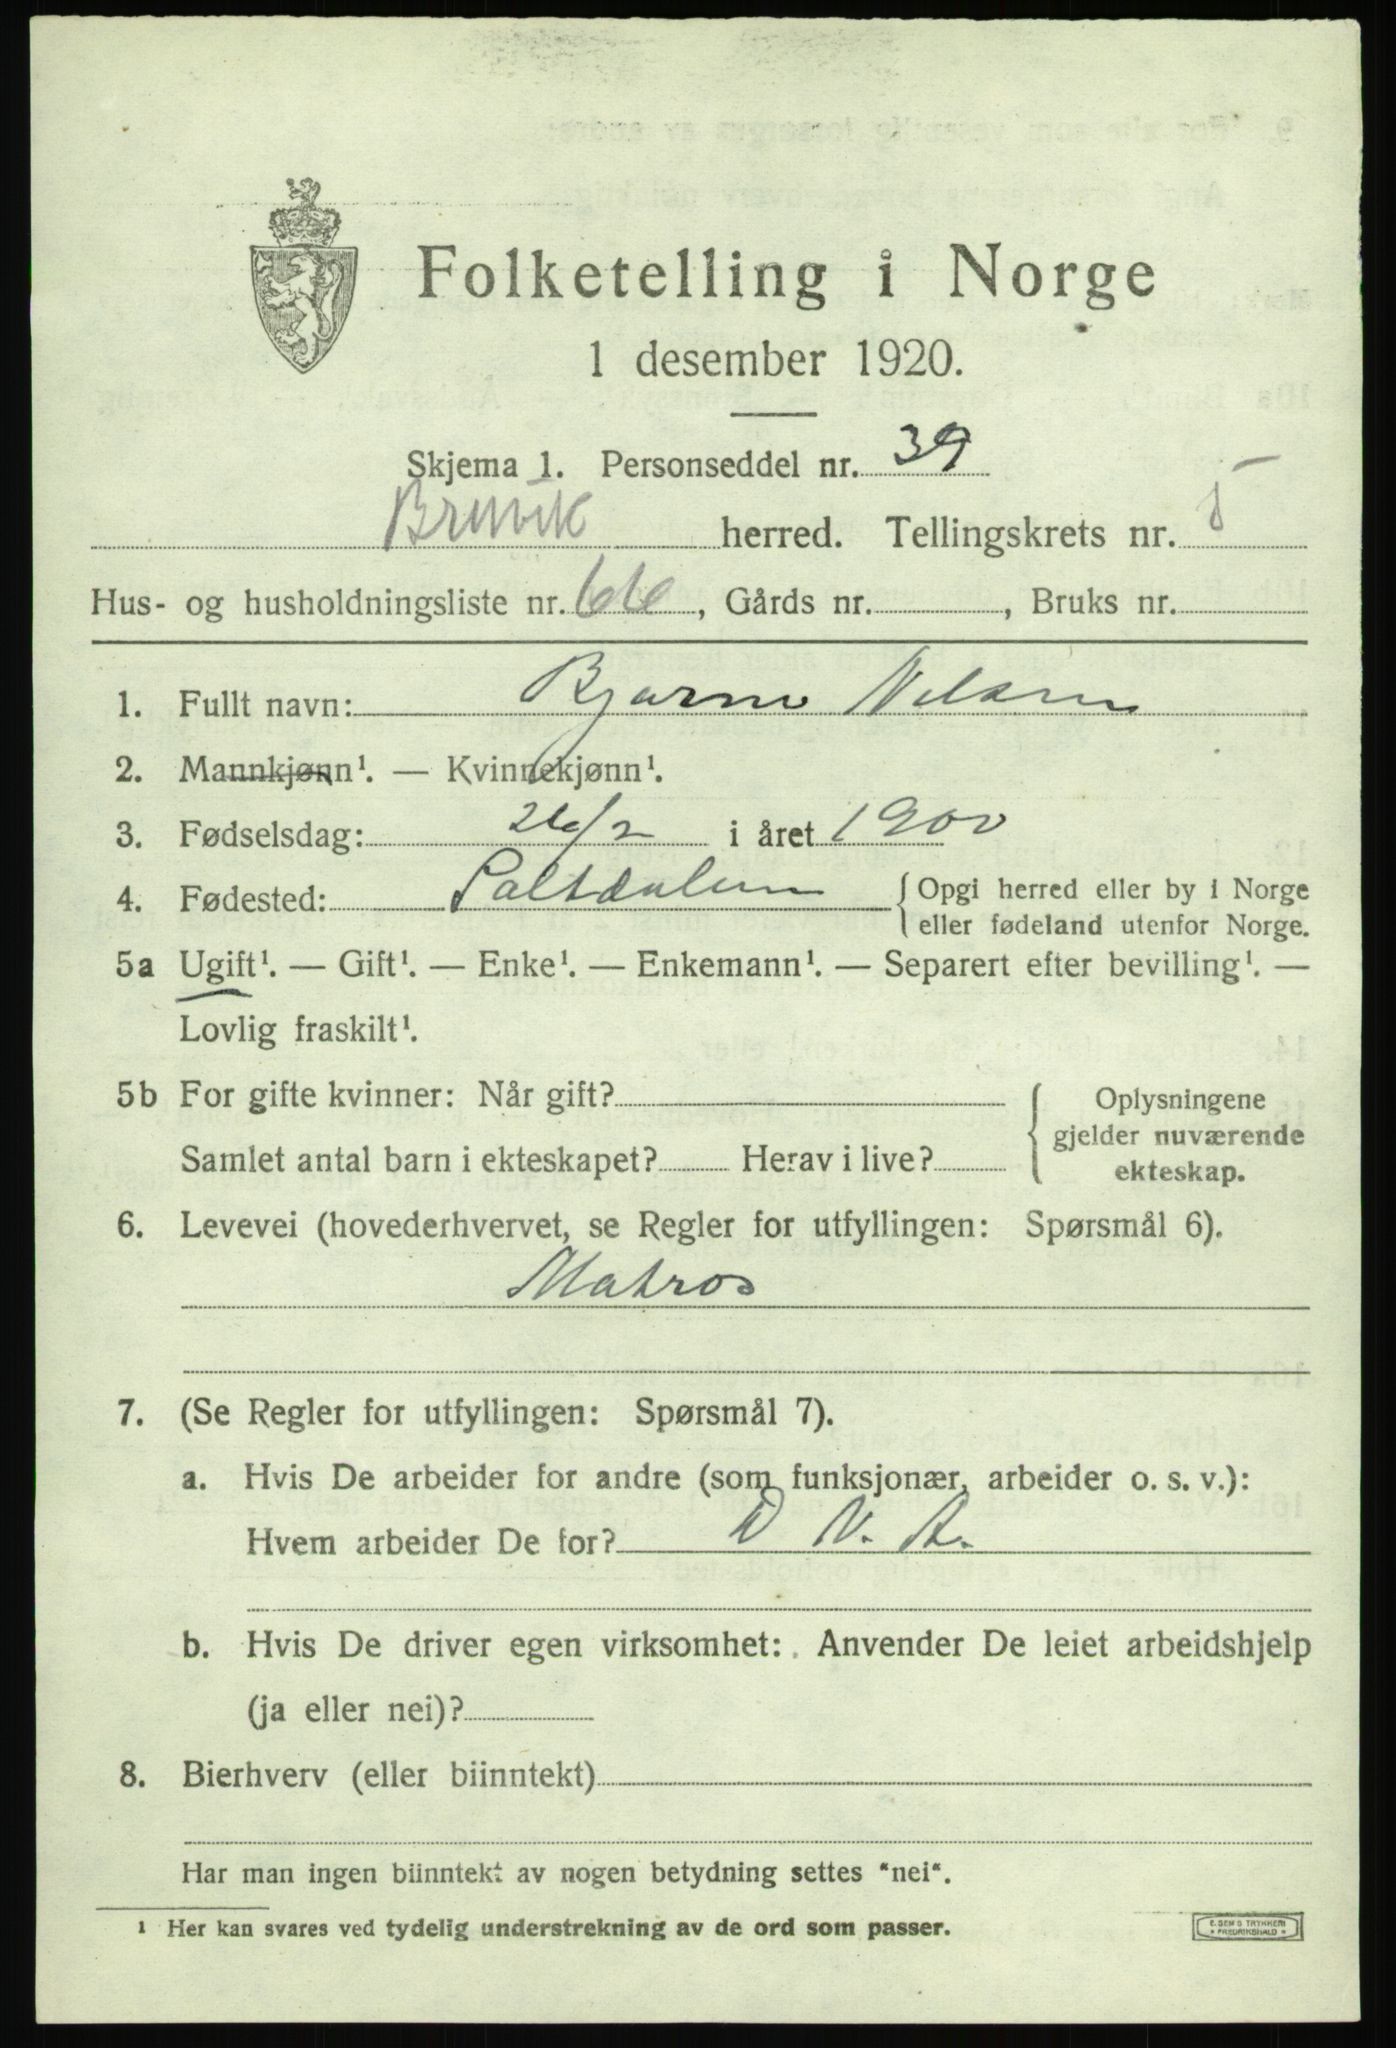 Folketelling i Norge
1 desember 1920.
Skjema 1. Personseddel nr. 39
Brevik herred. Tellingskrets nr. 5
Hus- og husholdningsliste nr. 66, Gårds nr. , Bruks nr.
1. Fullt navn: Bjarne Nilsen
2. Mannkjønn¹. — Kvinnekjønn¹.
3. Fødselsdag: 26/2 i året 1900
4. Fødested: Saltdalen { Opgi herred eller by i Norge
eller fødeland utenfor Norge.
5a Ugift¹. — Gift¹. — Enke¹. — Enkemann¹. — Separert efter bevilling¹. —
Lovlig fraskilt¹.
5b For gifte kvinner: Når gift?
Samlet antal barn i ekteskapet? Herav i live?
Oplysningene
gjelder nuværende
ekteskap.
6. Levevei (hovederhvervet, se Regler for utfyllingen: Spørsmål 6).
Matros
7. (Se Regler for utfyllingen: Spørsmål 7).
a. Hvis De arbeider for andre (som funksjonær, arbeider o. s. v.):
Hvem arbeider De for? D N. A.
b. Hvis De driver egen virksomhet: Anvender De leiet arbeidshjelp
(ja eller nei)?
8. Bierhverv (eller biinntekt)
Har man ingen biinntekt av nogen betydning settes "nei".
¹ Her kan svares ved tydelig understrekning av de ord som passer.
E. SEM'S TRYKKERI
FREDRIKSHALD